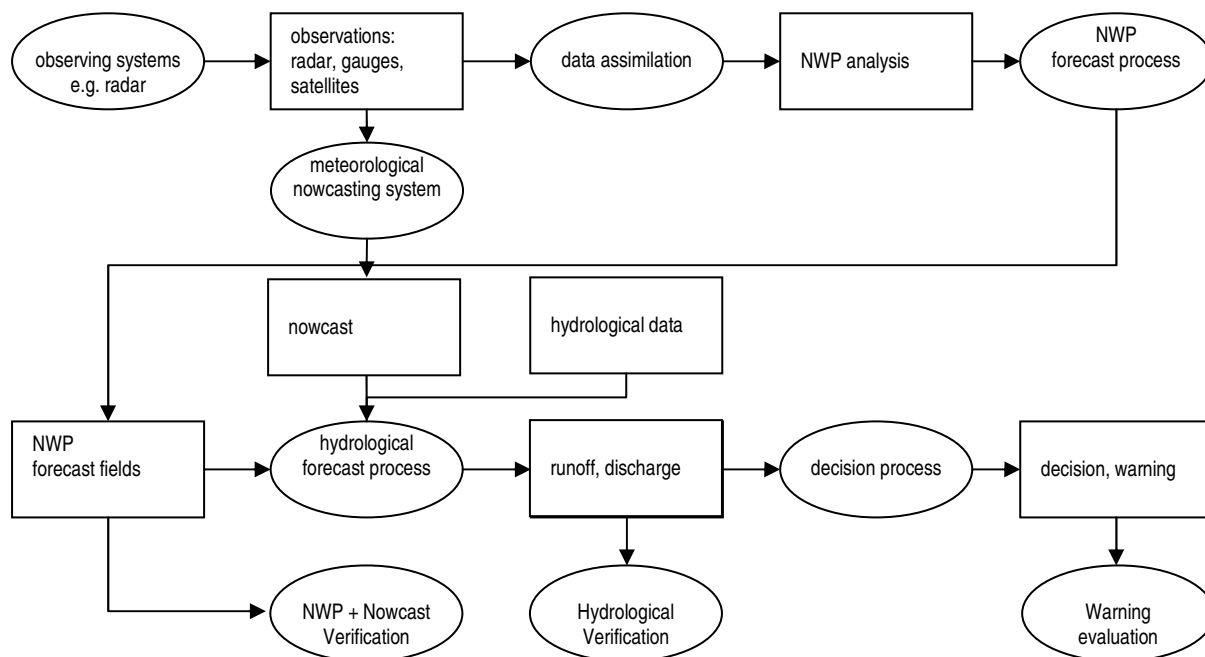 observing systems
e.g. radar
observations:
radar, gauges,
satellites
data assimilation
NWP analysis
NWP
forecast process
meteorological
nowcasting system
nowcast
hydrological data
NWP
forecast fields
hydrological
forecast process
runoff, discharge
decision process
decision, warning
NWP + Nowcast
Verification
Hydrological
Verification
Warning
evaluation